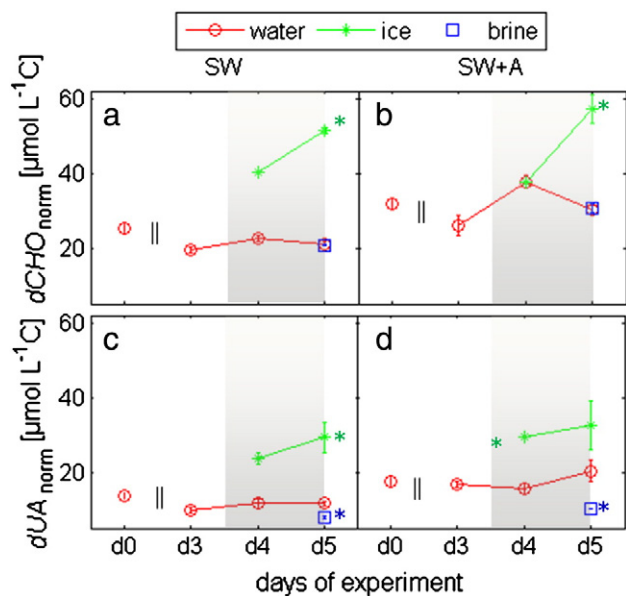 water ice brine
SW SW+A
60 a b
40
20
dCHOnorm [µmol L⁻¹C]
60 c d
40
20
dUAnorm [µmol L⁻¹C]
d0 d3 d4 d5 d0 d3 d4 d5
days of experiment